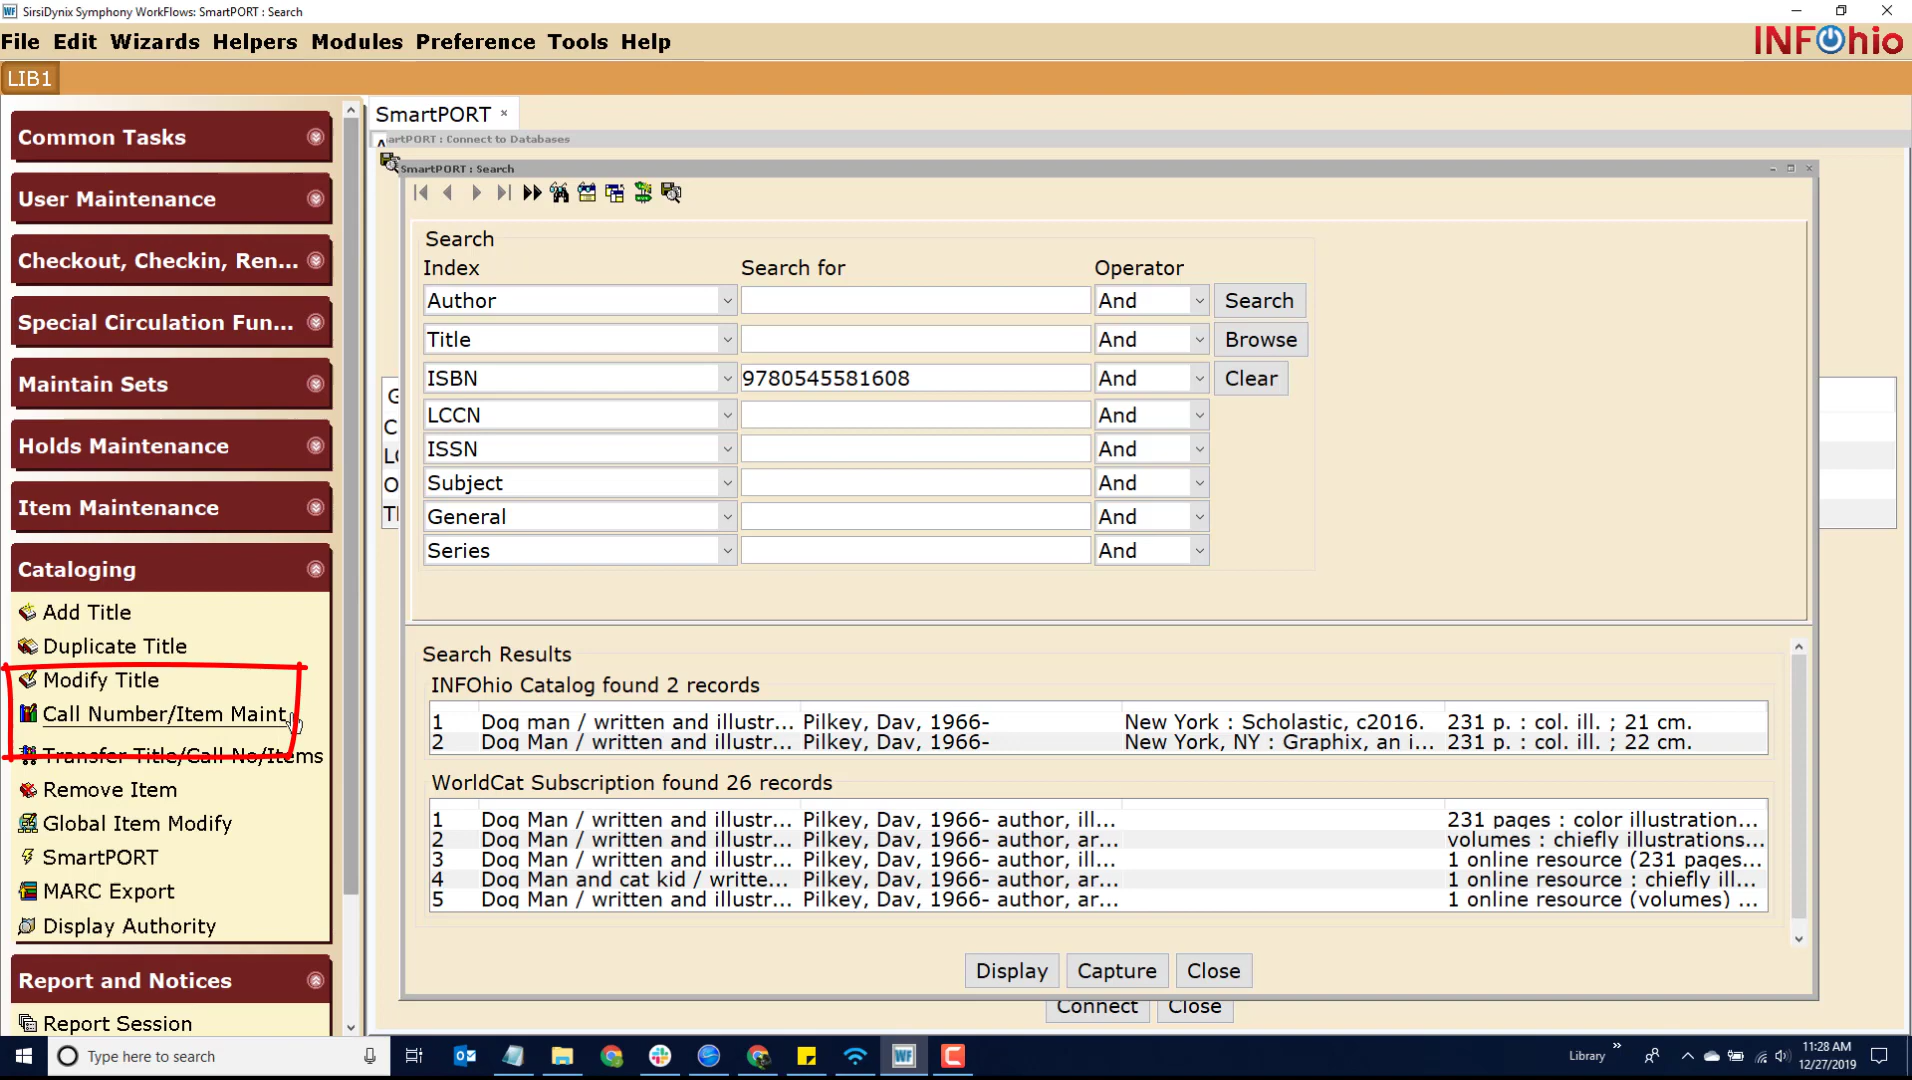 SirsiDynix Symphony WorkFlows: SmartPORT : Search
File Edit Wizards Helpers Modules Preference Tools Help
INFOhio
LIB1
Common Tasks
User Maintenance
Checkout, Checkin, Ren...
Special Circulation Fun...
Maintain Sets
Holds Maintenance
Item Maintenance
Cataloging
Add Title
Duplicate Title
Modify Title
Call Number/Item Maint
Transfer Title/Call No/Items
Remove Item
Global Item Modify
SmartPORT
MARC Export
Display Authority
Report and Notices
Report Session
SmartPORT
artPORT : Connect to Databases
SmartPORT : Search
Search
Index Search for Operator
Author And Search
Title And Browse
ISBN 9780545581608 And Clear
LCCN And
ISSN And
Subject And
General And
Series And
Search Results
INFOhio Catalog found 2 records
1 Dog man / written and illustr... Pilkey, Dav, 1966- New York : Scholastic, c2016. 231 p. : col. ill. ; 21 cm.
2 Dog Man / written and illustr... Pilkey, Dav, 1966- New York, NY : Graphix, an i... 231 p. : col. ill. ; 22 cm.
WorldCat Subscription found 26 records
1 Dog Man / written and illustr... Pilkey, Dav, 1966- author, ill... 231 pages : color illustration...
2 Dog Man / written and illustr... Pilkey, Dav, 1966- author, ar... volumes : chiefly illustrations...
3 Dog Man / written and illustr... Pilkey, Dav, 1966- author, ill... 1 online resource (231 pages...
4 Dog Man and cat kid / writte... Pilkey, Dav, 1966- author, ar... 1 online resource : chiefly ill...
5 Dog Man / written and illustr... Pilkey, Dav, 1966- author, ar... 1 online resource (volumes) ...
Display Capture Close
Connect Close
Type here to search
Library
11:28 AM
12/27/2019